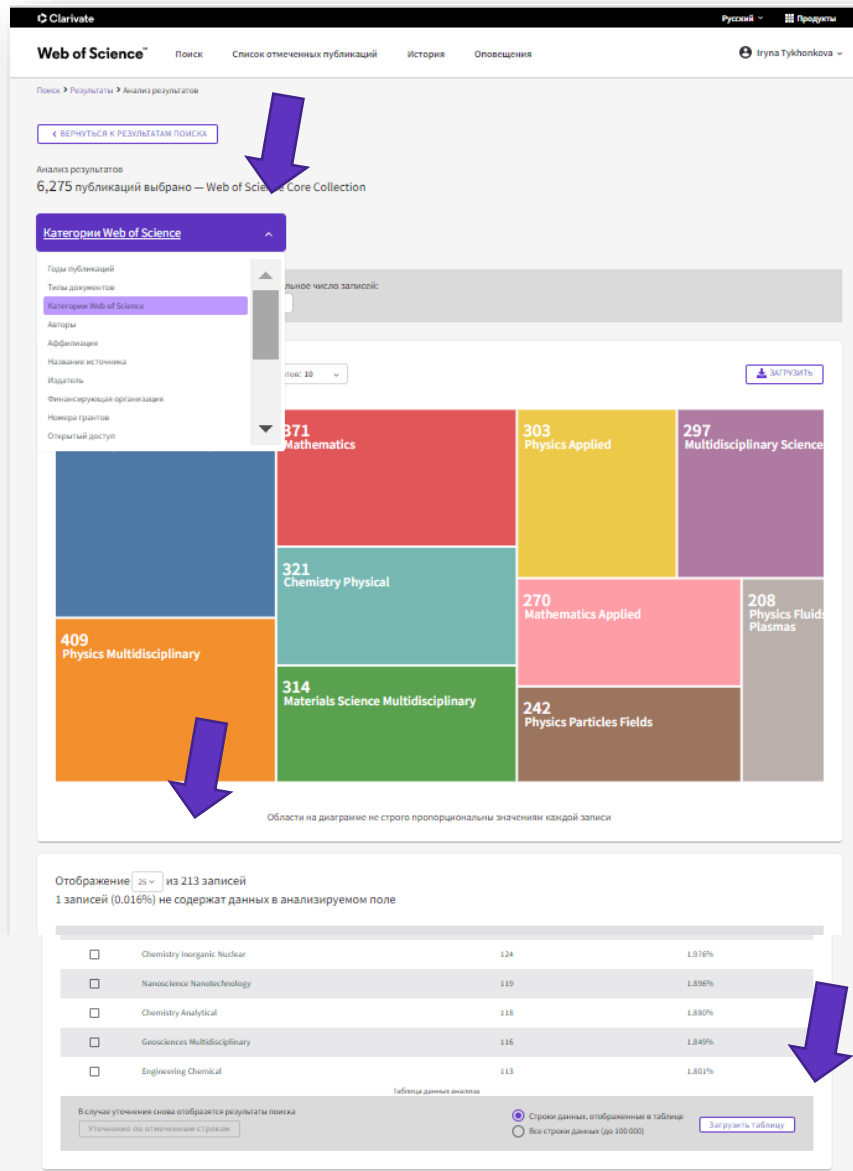 Clarivate
Русский
Продукты
Web of Science™
Поиск
Список отмеченных публикаций
История
Оповещения
Iryna Tykhonkova
Поиск > Результаты > Анализ результатов
< ВЕРНУТЬСЯ К РЕЗУЛЬТАТАМ ПОИСКА
Анализ результатов
6,275 публикаций выбрано — Web of Science Core Collection
Категории Web of Science
Годы публикаций
Типы документов
Категории Web of Science
Авторы
Аффилиация
Название источника
Издатель
Финансирующая организация
Номера грантов
Открытый доступ
число записей:
10
ЗАГРУЗИТЬ
371
Mathematics
303
Physics Applied
297
Multidisciplinary Science
321
Chemistry Physical
270
Mathematics Applied
208
Physics Fluids
Plasmas
409
Physics Multidisciplinary
314
Materials Science Multidisciplinary
242
Physics Particles Fields
Области на диаграмме не строго пропорциональны значениям каждой записи
Отображение 25 из 213 записей
1 записей (0.016%) не содержат данных в анализируемом поле
Chemistry Inorganic Nuclear 124 1.976%
Nanoscience Nanotechnology 119 1.896%
Chemistry Analytical 118 1.880%
Geosciences Multidisciplinary 116 1.849%
Engineering Chemical 113 1.801%
Таблица данных анализа
В случае уточнения снова отобразятся результаты поиска
Уточнение по отмеченным строкам
Строки данных, отображенные в таблице
Все строки данных (до 100 000)
Загрузить таблицу